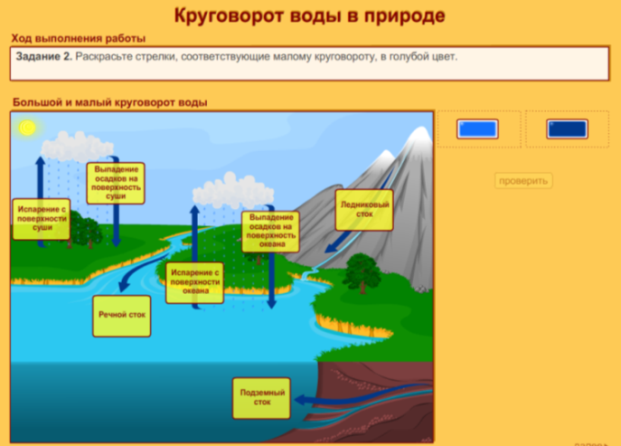 Круговорот воды в природе
Ход выполнения работы
Задание 2. Раскрасьте стрелки, соответствующие малому круговороту, в голубой цвет.
Большой и малый круговорот воды
Выпадение
осадков на
поверхность
суши
Испарение с
поверхности
суши
Ледниковый
сток
Выпадение
осадков на
поверхность
океана
Испарение с
поверхности
океана
Речной сток
Подземный
сток
проверить